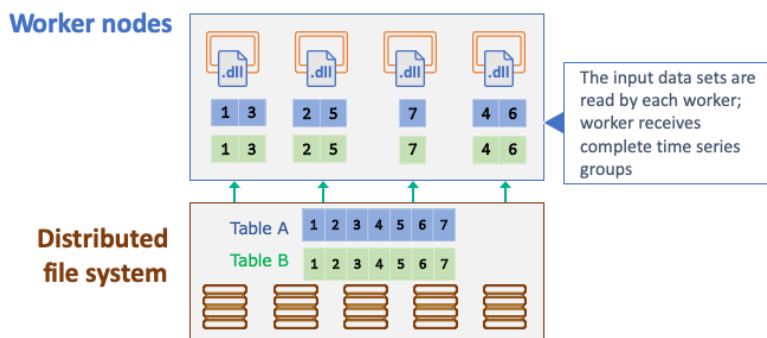 Worker nodes
.dll .dll .dll .dll
1 3 2 5 7 4 6
1 3 2 5 7 4 6
The input data sets are
read by each worker;
worker receives
complete time series
groups
Distributed
file system
Table A 1 2 3 4 5 6 7
Table B 1 2 3 4 5 6 7